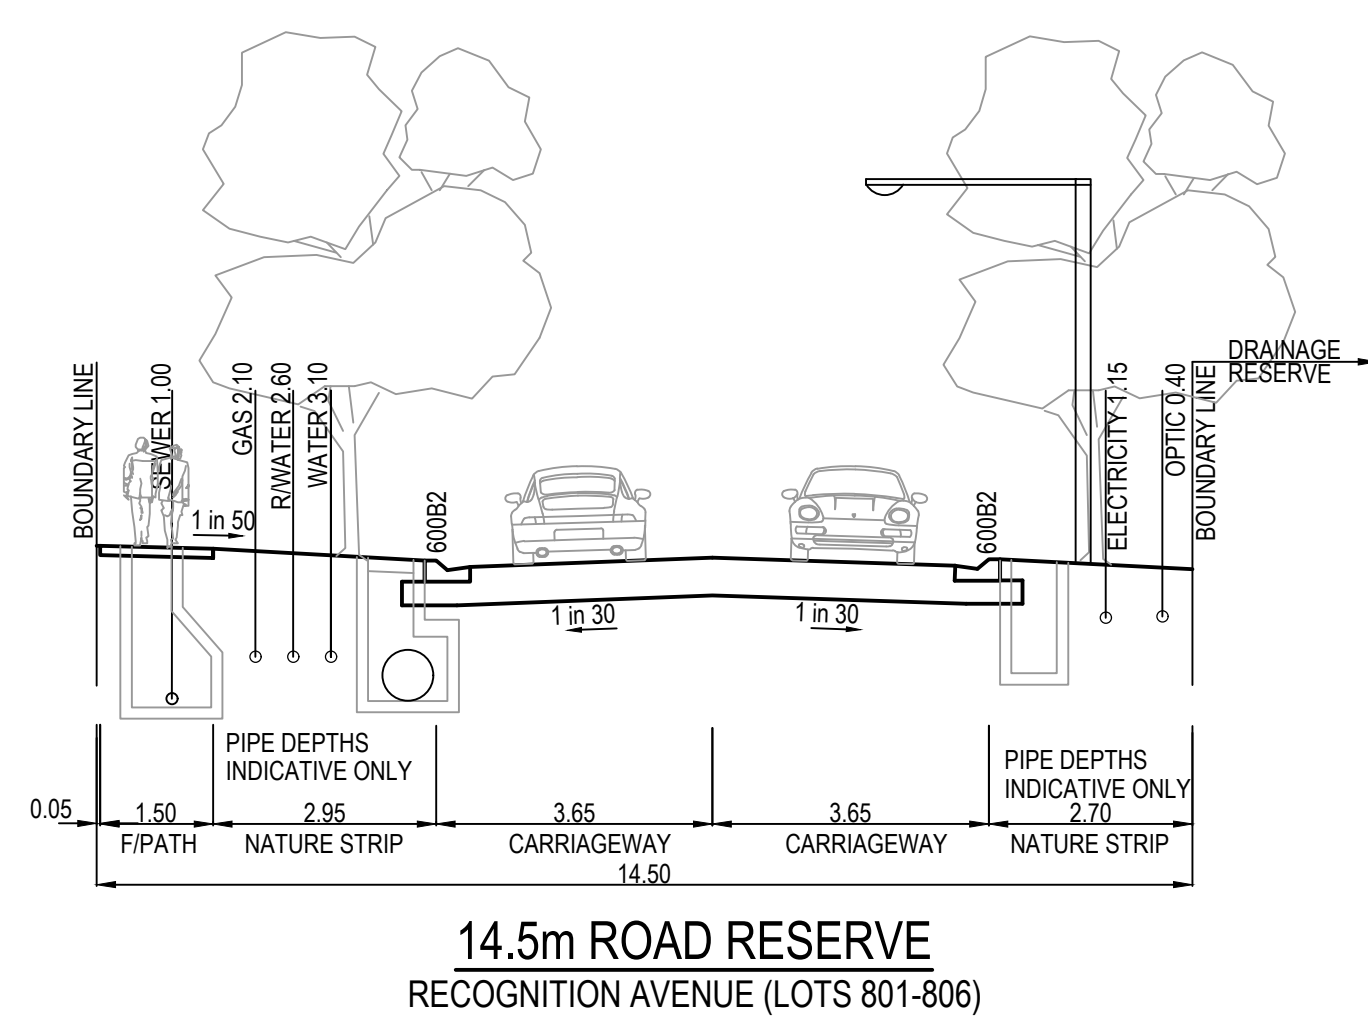 DRAINAGE
RESERVE
BOUNDARY LINE
SEWER 1.00
GAS 2.10
R/WATER 2.60
WATER 3.10
600B2
600B2
ELECTRICITY 1.15
OPTIC 0.40
BOUNDARY LINE
1 in 50
1 in 30
1 in 30
PIPE DEPTHS
INDICATIVE ONLY
PIPE DEPTHS
INDICATIVE ONLY
0.05
1.50
2.95
3.65
3.65
2.70
F/PATH
NATURE STRIP
CARRIAGEWAY
CARRIAGEWAY
NATURE STRIP
14.50
14.5m ROAD RESERVE
RECOGNITION AVENUE (LOTS 801-806)